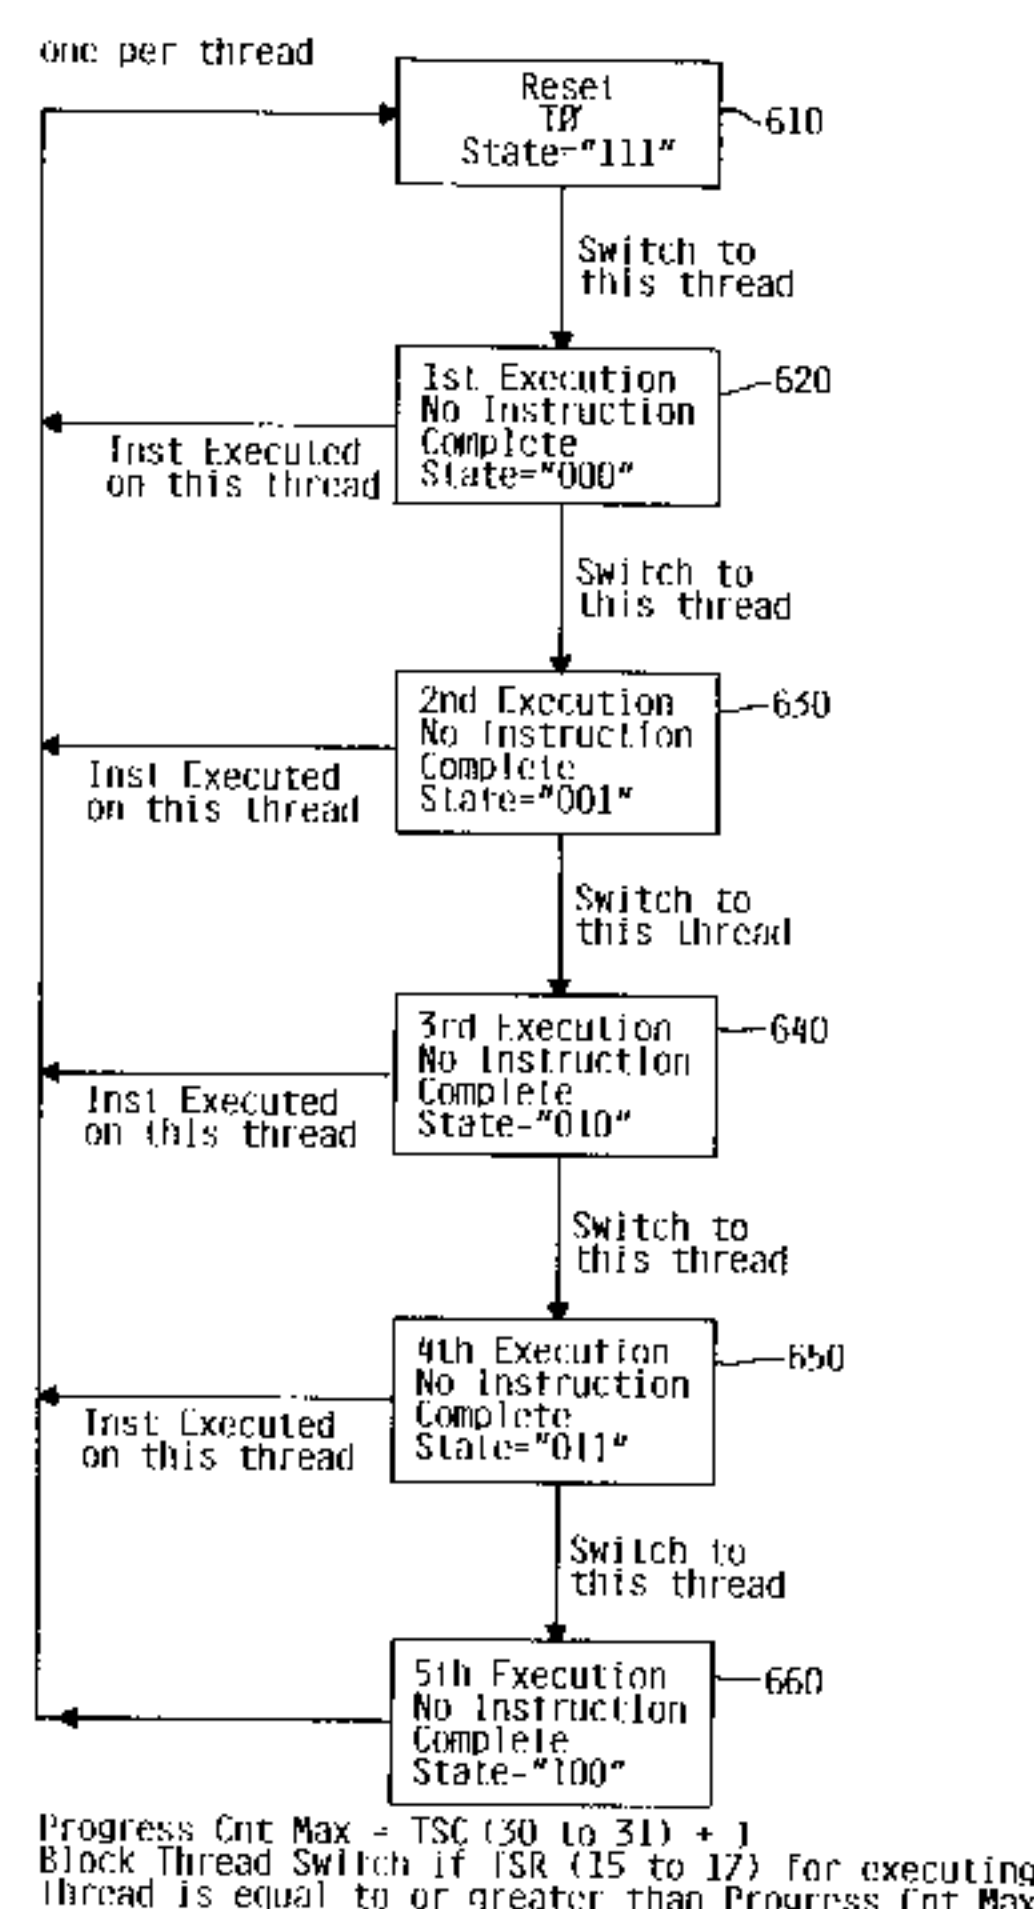 one per thread
Reset
TØ
State="111"
610
Switch to
this thread
1st Execution
No Instruction
Complete
State="000"
620
Inst Executed
on this thread
Switch to
this thread
2nd Execution
No Instruction
Complete
State="001"
630
Inst Executed
on this thread
Switch to
this thread
3rd Execution
No Instruction
Complete
State="010"
640
Inst Executed
on this thread
Switch to
this thread
4th Execution
No Instruction
Complete
State="011"
650
Inst Executed
on this thread
Switch to
this thread
5th Execution
No Instruction
Complete
State="100"
660
Progress Cnt Max = TSC (30 to 31) + 1
Block Thread Switch if TSR (15 to 17) for executing
Thread is equal to or greater than Progress Cnt Max